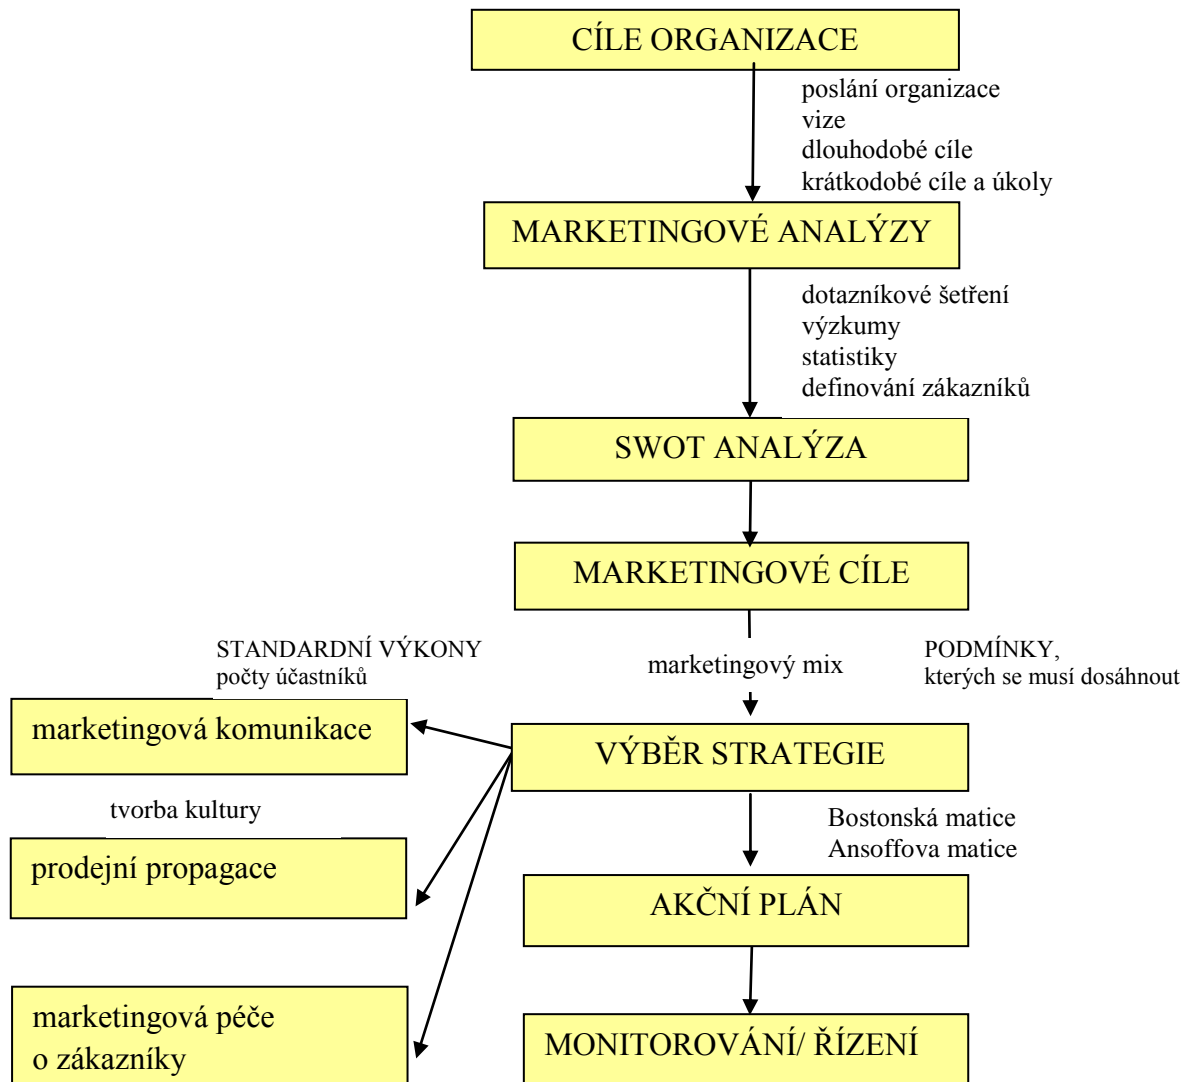 CÍLE ORGANIZACE
poslání organizace
vize
dlouhodobé cíle
krátkodobé cíle a úkoly
MARKETINGOVÉ ANALÝZY
dotazníkové šetření
výzkumy
statistiky
definování zákazníků
SWOT ANALÝZA
MARKETINGOVÉ CÍLE
STANDARDNÍ VÝKONY
počty účastníků
marketingový mix
PODMÍNKY,
kterých se musí dosáhnout
marketingová komunikace
VÝBĚR STRATEGIE
tvorba kultury
Bostonská matice
Ansoffova matice
prodejní propagace
AKČNÍ PLÁN
marketingová péče
o zákazníky
MONITOROVÁNÍ/ ŘÍZENÍ